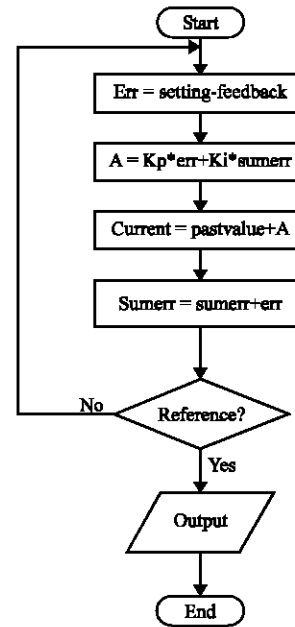 Start
Err = setting-feedback
A = Kp*err+Ki*sumerr
Current = pastvalue+A
Sumerr = sumerr+err
Reference?
No
Yes
Output
End